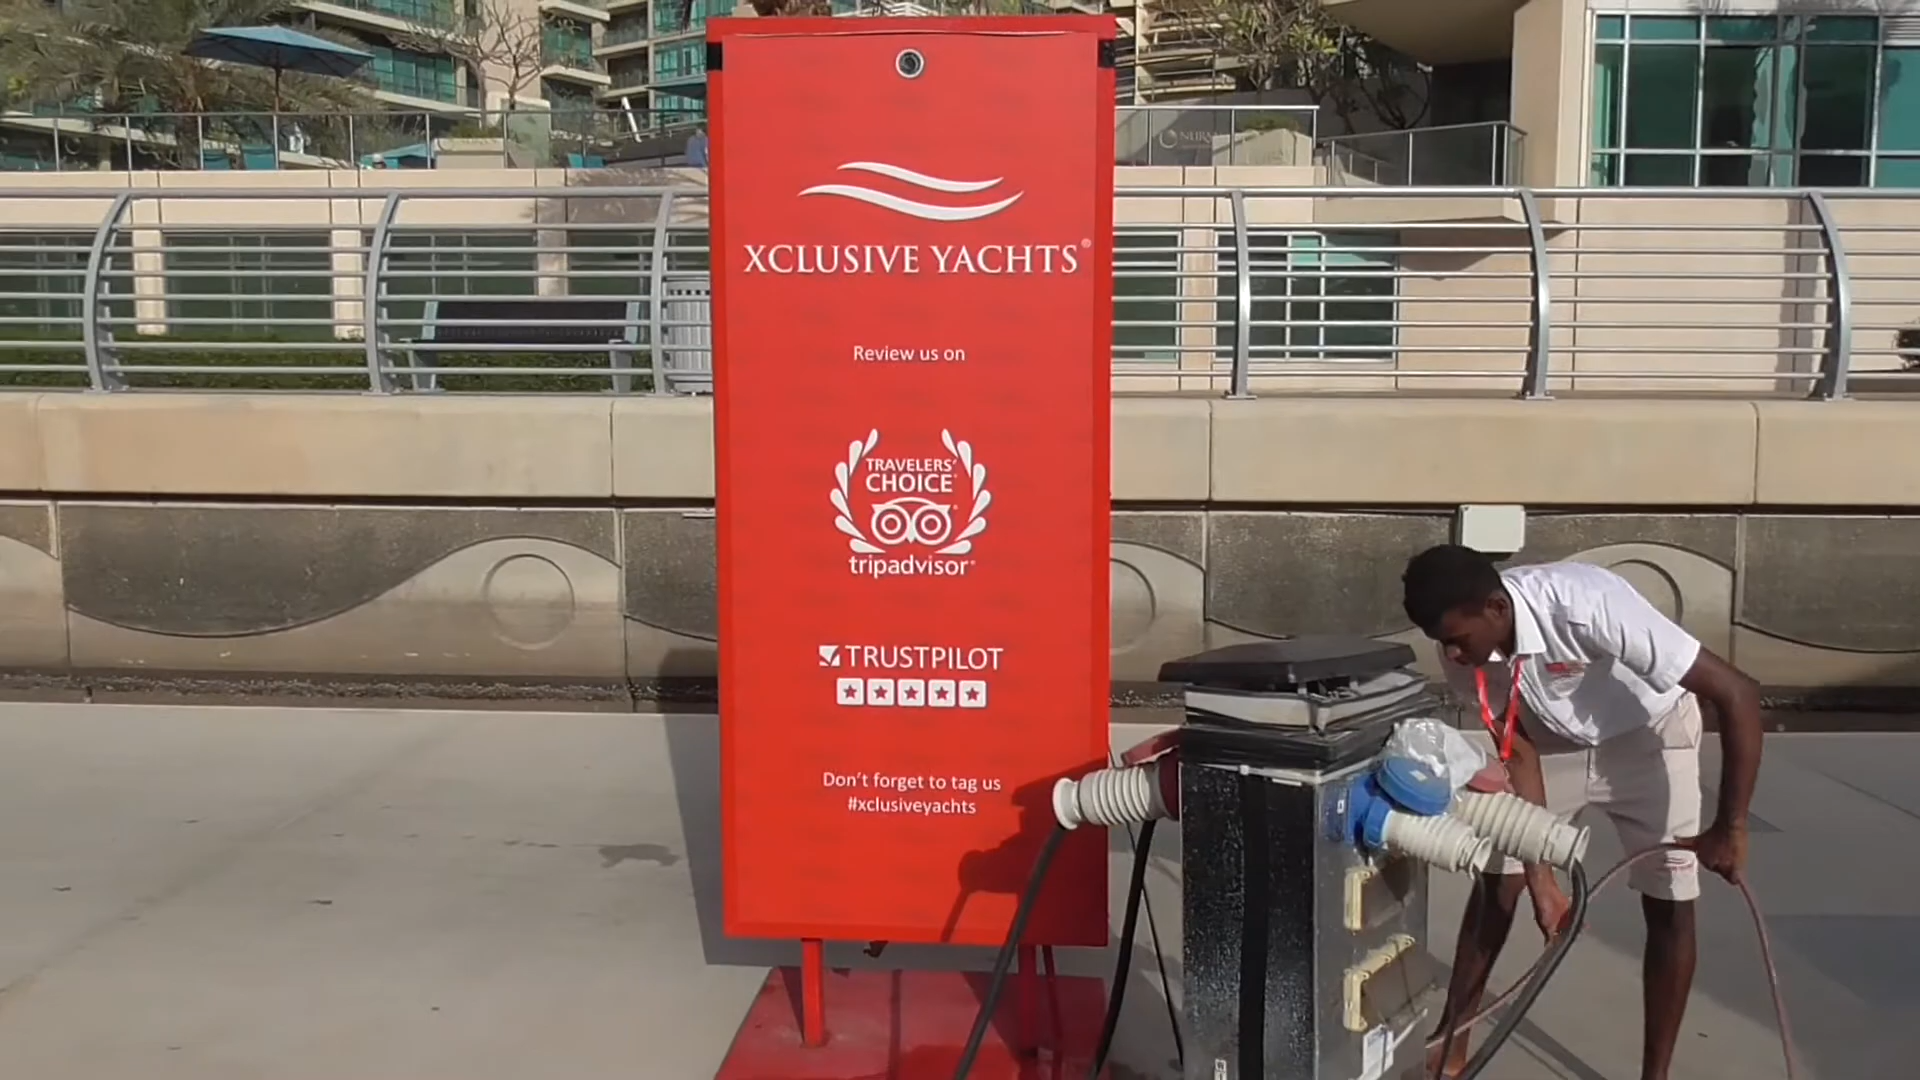 XCLUSIVE YACHTS®
Review us on
TRAVELERS'
CHOICE
tripadvisor
TRUSTPILOT
Don't forget to tag us
#xclusiveyachts